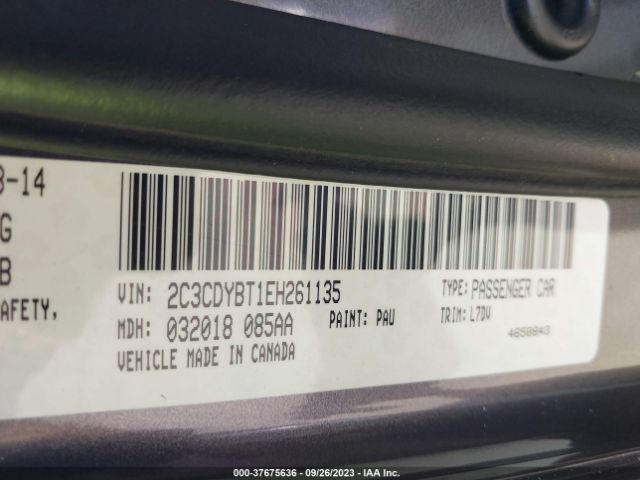 3-14
G
B
AFETY,
VIN: 2C3CDYBT1EH261135
TYPE: PASSENGER CAR
MDH: 032018 085AA
PAINT: PAU
TRIM: L7DV
VEHICLE MADE IN CANADA
4658843
000-37675636 - 09/26/2023 - IAA Inc.